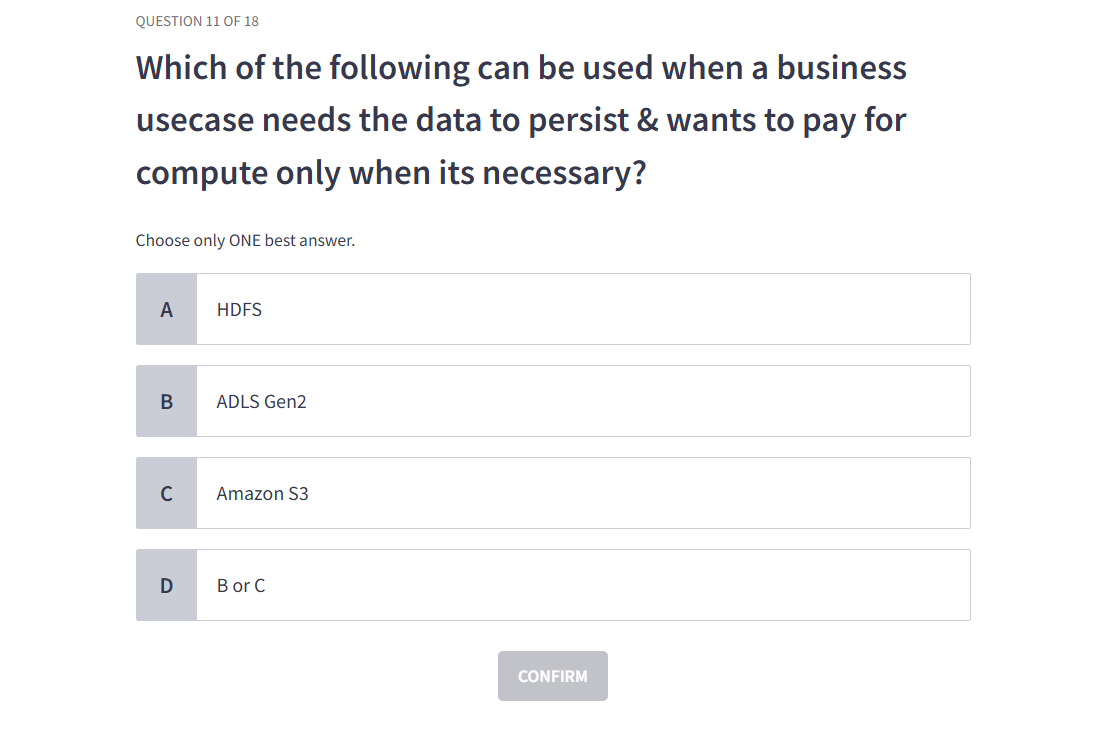 QUESTION 11 OF 18
Which of the following can be used when a business
usecase needs the data to persist & wants to pay for
compute only when its necessary?
Choose only ONE best answer.
A HDFS
B ADLS Gen2
C Amazon S3
D B or C
CONFIRM